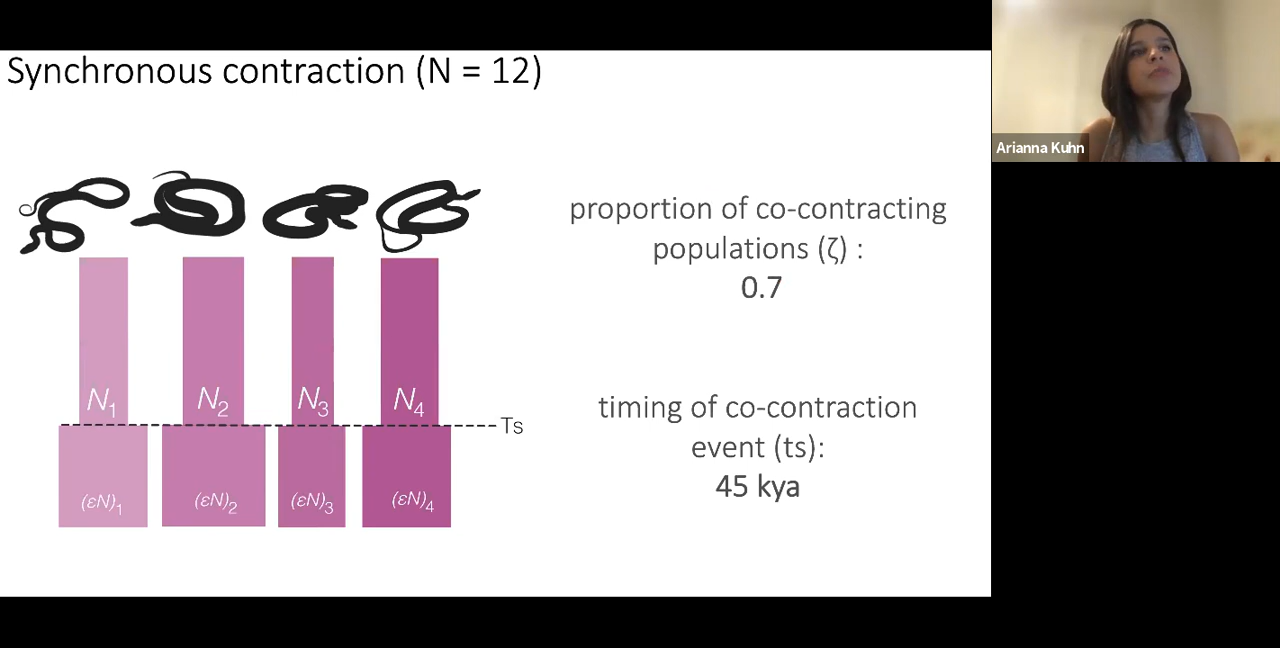 Synchronous contraction (N = 12)
Arianna Kuhn
proportion of co-contracting
populations (ζ) :
0.7
N1 N2 N3 N4
Ts
(εN)1 (εN)2 (εN)3 (εN)4
timing of co-contraction
event (ts):
45 kya